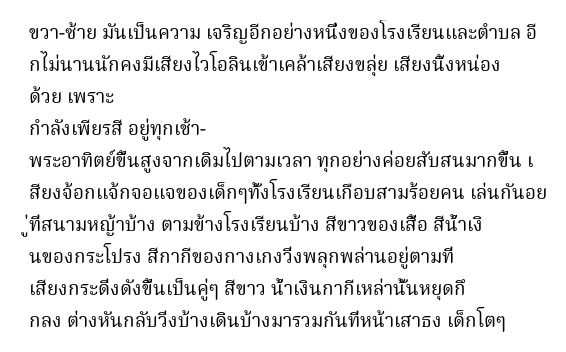 ขวา-ซ้าย มันเป็นความ เจริญอีกอย่างหนึ่งของโรงเรียนและตำบล อี
กไม่นานนักคงมีเสียงไวโอลินเข้าเคล้าเสียงขลุ่ย เสียงนึ้งหน่อง
ด้วย เพราะ
กำลังเพียรสี อยู่ทุกเช้า-
พระอาทิตย์ขึ้นสูงจากเดิมไปตามเวลา ทุกอย่างค่อยสับสนมากขึ้น เ
สียงจ้อกแจ้กจอแจของเด็กๆทั้งโรงเรียนเกือบสามร้อยคน เล่นกันอย
ู่ที่สนามหญ้าบ้าง ตามข้างโรงเรียนบ้าง สีขาวของเสื้อ สีน้ำเงิ
นของกระโปรง สีกากีของกางเกงวิ่งพลุกพล่านอยู่ตามที่
เสียงกระดิ่งดังขึ้นเป็นคู่ๆ สีขาว น้ำเงินกากีเหล่านั้นหยุดกึ
กลง ต่างหันกลับวิ่งบ้างเดินบ้างมารวมกันที่หน้าเสาธง เด็กโตๆ